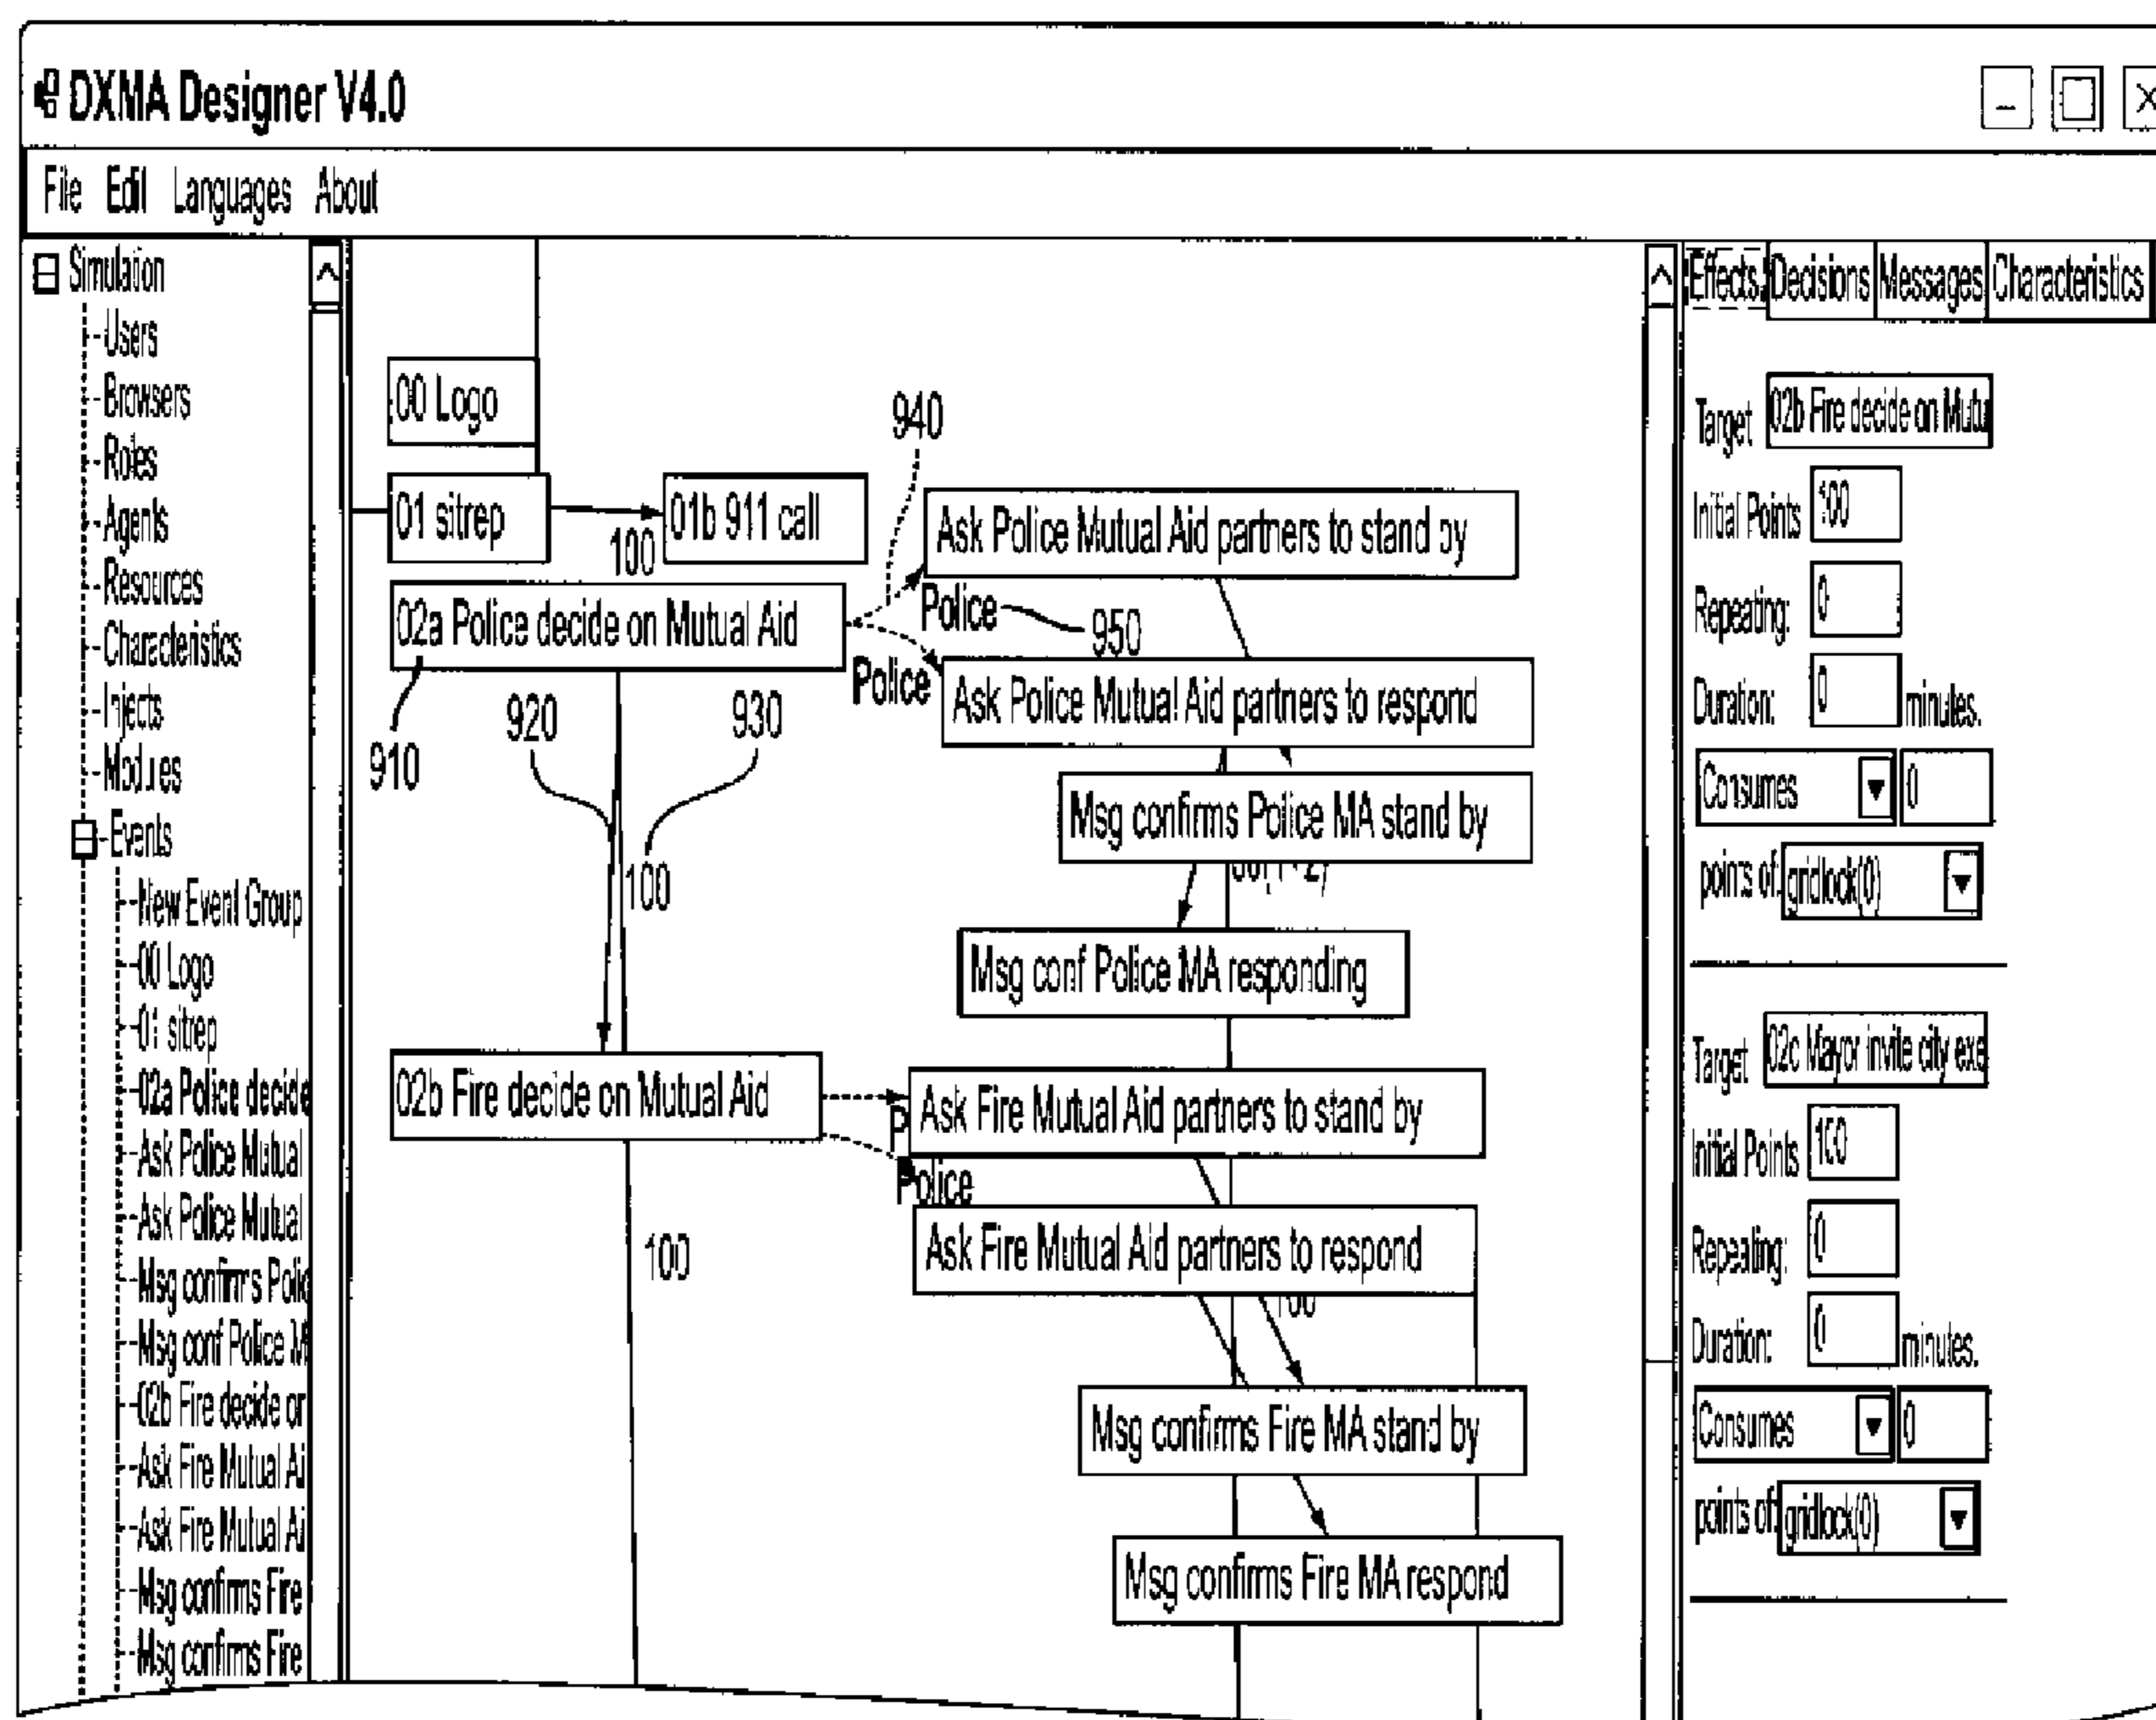 DXMA Designer V4.0
File Edit Languages About
Simulation
Users
Browsers
Roles
Agents
Resources
Characteristics
Injects
Modules
Events
New Event Group
00 Logo
01 sitrep
02a Police decide
Ask Police Mutual
Ask Police Mutual
Msg confirms Polic
Msg conf Police M
02b Fire decide or
Ask Fire Mutual Ai
Ask Fire Mutual Ai
Msg confirms Fire
Msg confirms Fire
00 Logo
01 sitrep
100
01b 911 call
940
Ask Police Mutual Aid partners to stand by
02a Police decide on Mutual Aid
Police
950
Police
Ask Police Mutual Aid partners to respond
910
920
930
100
Msg confirms Police MA stand by
Msg conf Police MA responding
02b Fire decide on Mutual Aid
P
Ask Fire Mutual Aid partners to stand by
Police
Ask Fire Mutual Aid partners to respond
100
100
Msg confirms Fire MA stand by
Msg confirms Fire MA respond
Effects Decisions Messages Characteristics
Target 02b Fire decide on Mutu
Initial Points 100
Repeating: 0
Duration: 0 minutes.
Consumes 0
points of: gridlock(0)
Target 02c Mayor invite city exe
Initial Points 100
Repeating: 0
Duration: 0 minutes.
Consumes 0
points of: gridlock(0)